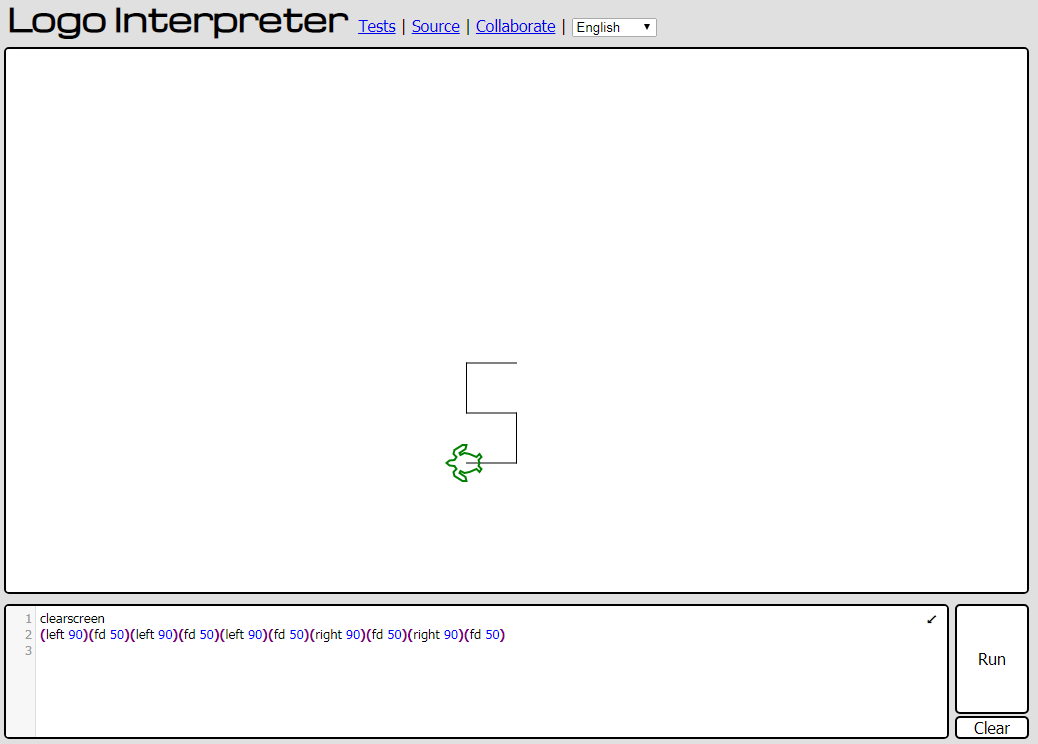 Logo Interpreter Tests | Source | Collaborate | English
1 clearscreen
2 (left 90)(fd 50)(left 90)(fd 50)(left 90)(fd 50)(right 90)(fd 50)(right 90)(fd 50)
3
Run
Clear